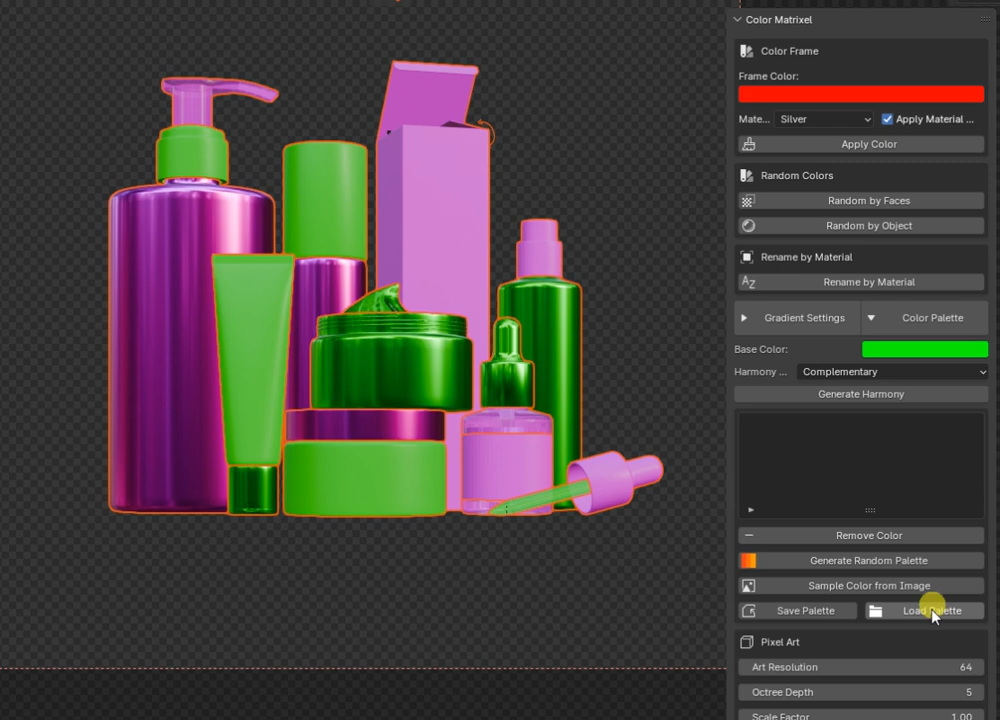 Color Matrixel
Color Frame
Frame Color:
Mate... Silver Apply Material ...
Apply Color
Random Colors
Random by Faces
Random by Object
Rename by Material
Rename by Material
Gradient Settings Color Palette
Base Color:
Harmony ... Complementary
Generate Harmony
Remove Color
Generate Random Palette
Sample Color from Image
Save Palette Load Palette
Pixel Art
Art Resolution 64
Octree Depth 5
Scale Factor 1.00